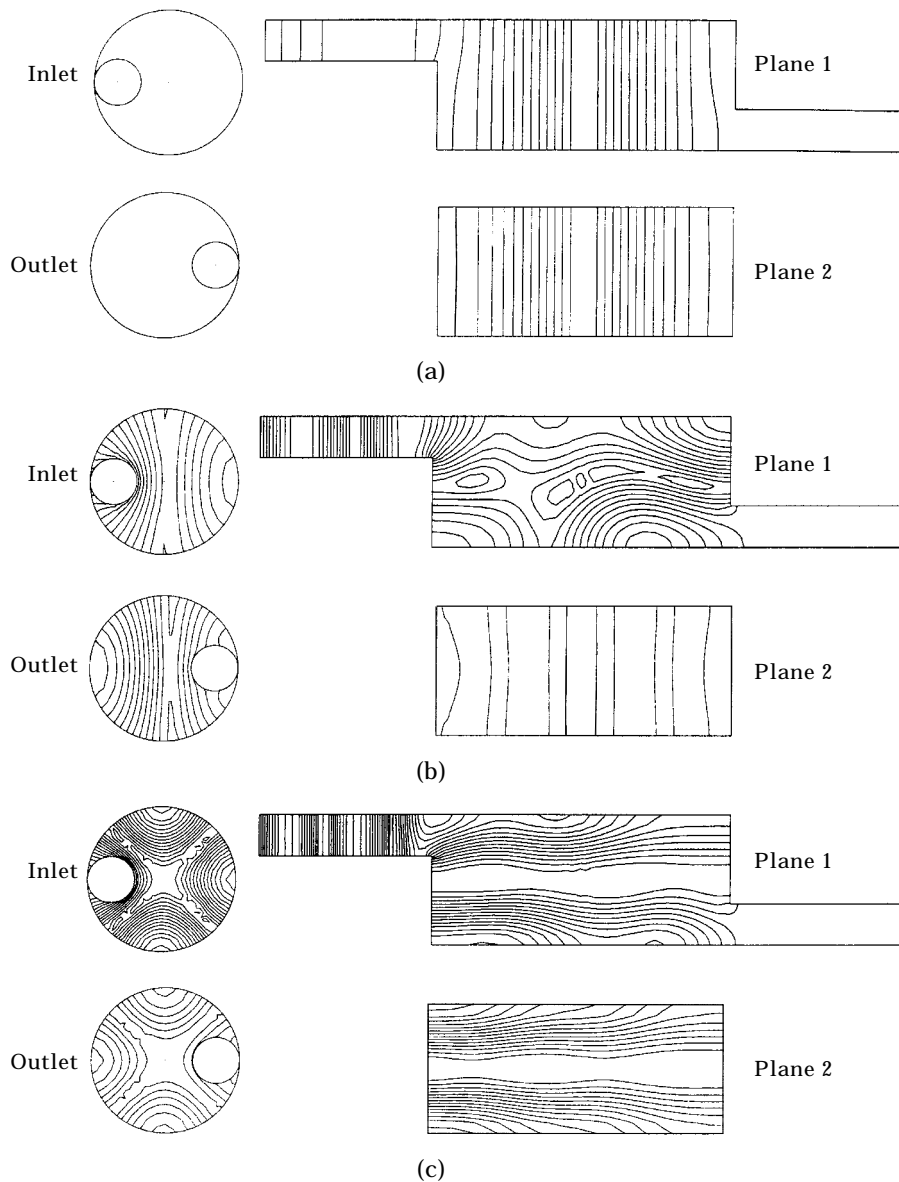 Inlet
Plane 1
Outlet
Plane 2
(a)
Inlet
Plane 1
Outlet
Plane 2
(b)
Inlet
Plane 1
Outlet
Plane 2
(c)